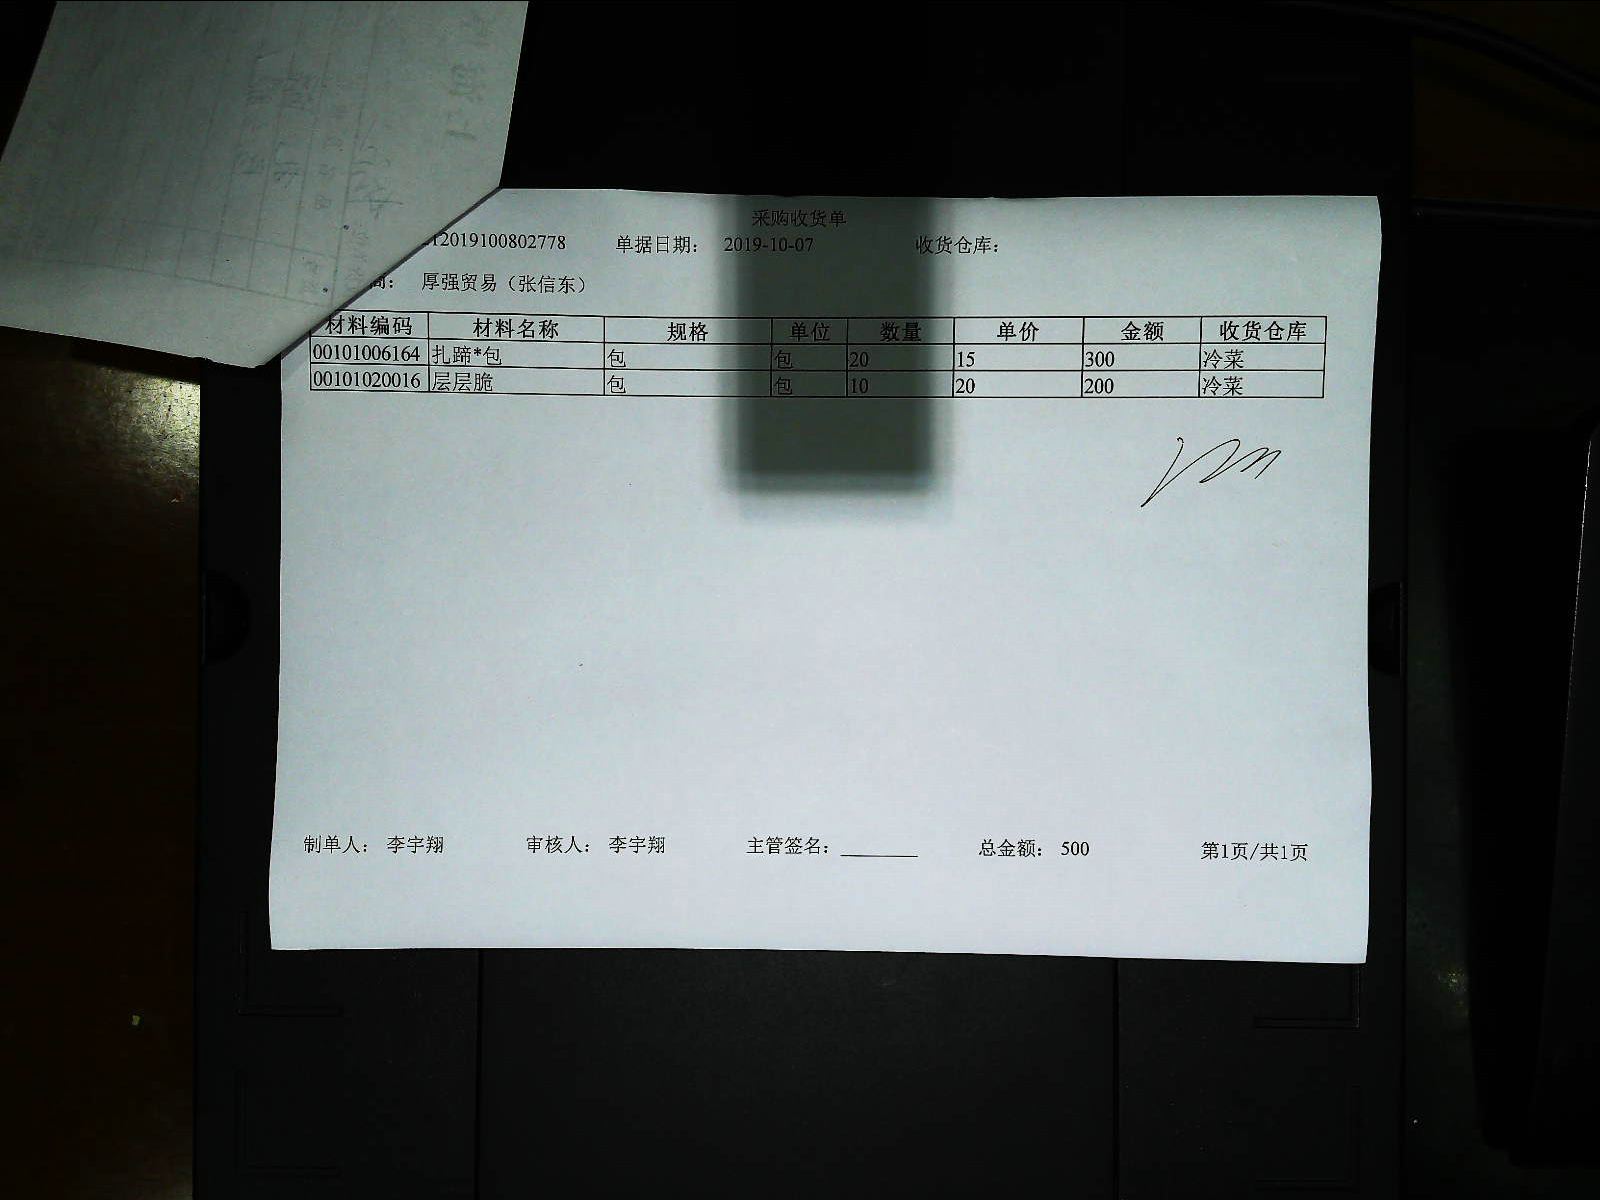 采购收货单
12019100802778 单据日期: 2019-10-07 收货仓库:
商: 厚强贸易（张信东）
材料编码 材料名称 规格 单位 数量 单价 金额 收货仓库
00101006164 扎蹄*包 包 包 20 15 300 冷菜
00101020016 层层脆 包 包 10 20 200 冷菜
制单人: 李宇翔 审核人: 李宇翔 主管签名: 总金额: 500 第1页/共1页